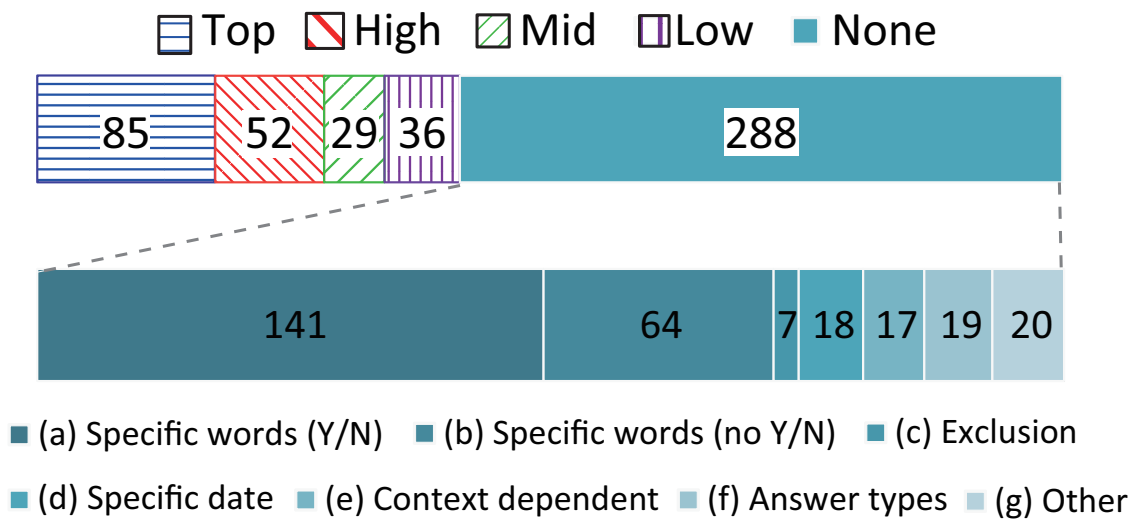 Top High Mid Low None
85 52 29 36 288
141 64 7 18 17 19 20
(a) Specific words (Y/N) (b) Specific words (no Y/N) (c) Exclusion
(d) Specific date (e) Context dependent (f) Answer types (g) Other